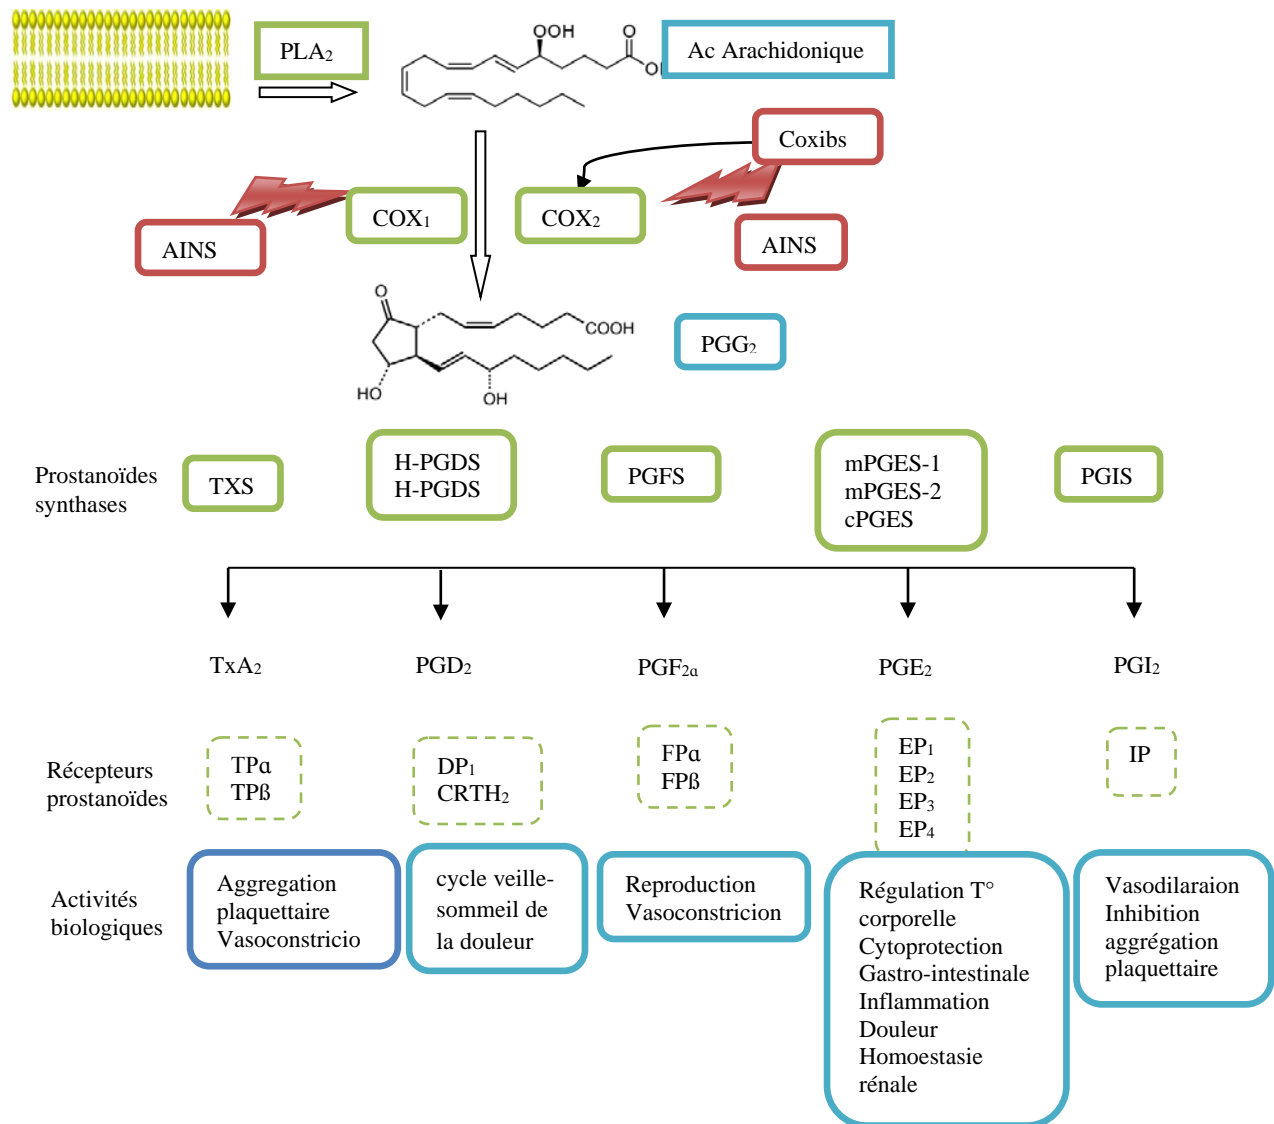 PLA2
OOH
O
O
Ac Arachidonique
Coxibs
COX1
COX2
AINS
AINS
O
COOH
HO
OH
PGG2
Prostanoïdes
synthases
TXS
H-PGDS
H-PGDS
PGFS
mPGES-1
mPGES-2
cPGES
PGIS
TxA2
PGD2
PGF2α
PGE2
PGI2
Récepteurs
prostanoïdes
TPα
TPß
DP1
CRTH2
FPα
FPß
EP1
EP2
EP3
EP4
IP
Activités
biologiques
Aggregation
plaquettaire
Vasoconstricio
cycle veille-
sommeil de
la douleur
Reproduction
Vasoconstricion
Régulation T°
corporelle
Cytoprotection
Gastro-intestinale
Inflammation
Douleur
Homoestasie
rénale
Vasodilaraion
Inhibition
aggrégation
plaquettaire